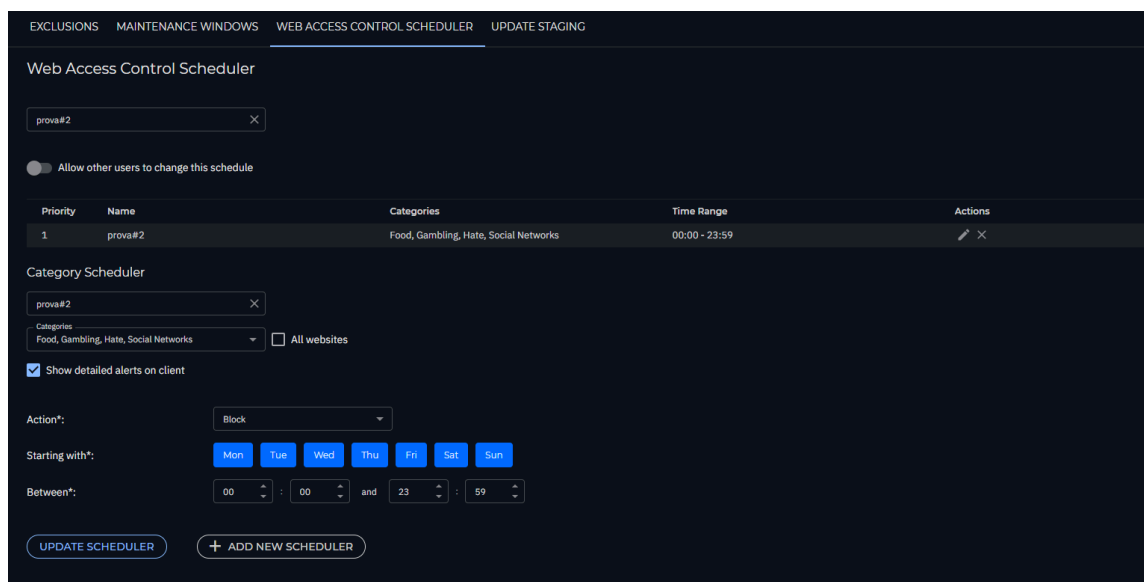 EXCLUSIONS MAINTENANCE WINDOWS WEB ACCESS CONTROL SCHEDULER UPDATE STAGING
Web Access Control Scheduler
prova#2
Allow other users to change this schedule
Priority Name Categories Time Range Actions
1 prova#2 Food, Gambling, Hate, Social Networks 00:00 - 23:59
Category Scheduler
prova#2
Categories
Food, Gambling, Hate, Social Networks All websites
Show detailed alerts on client
Action*: Block
Starting with*: Mon Tue Wed Thu Fri Sat Sun
Between*: 00 : 00 and 23 : 59
UPDATE SCHEDULER + ADD NEW SCHEDULER